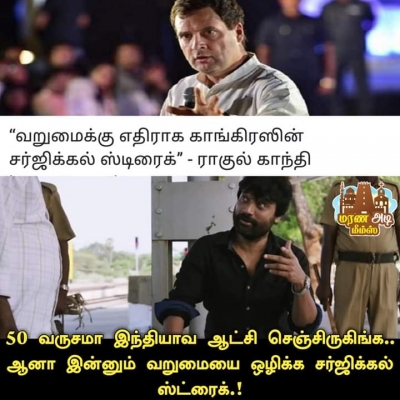 “வறுமைக்கு எதிராக காங்கிரஸின்
சர்ஜிக்கல் ஸ்டிரைக்” - ராகுல் காந்தி
மரண அடி
மீம்ஸ்
50 வருசமா இந்தியாவ ஆட்சி செஞ்சிருகிங்க..
ஆனா இன்னும் வறுமையை ஒழிக்க சர்ஜிக்கல்
ஸ்ட்ரைக்.!